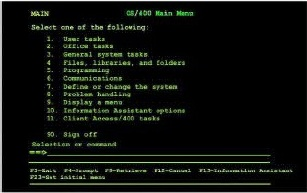 MAIN OS/400 Main Menu
Select one of the following:
1. User tasks
2. Office tasks
3. General system tasks
4 Files, libraries, and folders
5. Programming
6. Communications
7. Define or change the system
8. Problem handling
9. Display a menu
10. Information Assistant options
11. Client Access/400 tasks
90. Sign off
Selection or command
===>
F3=Exit F4=Prompt F9=Retrieve F12=Cancel F13=Information Assistant
F23=Set initial menu